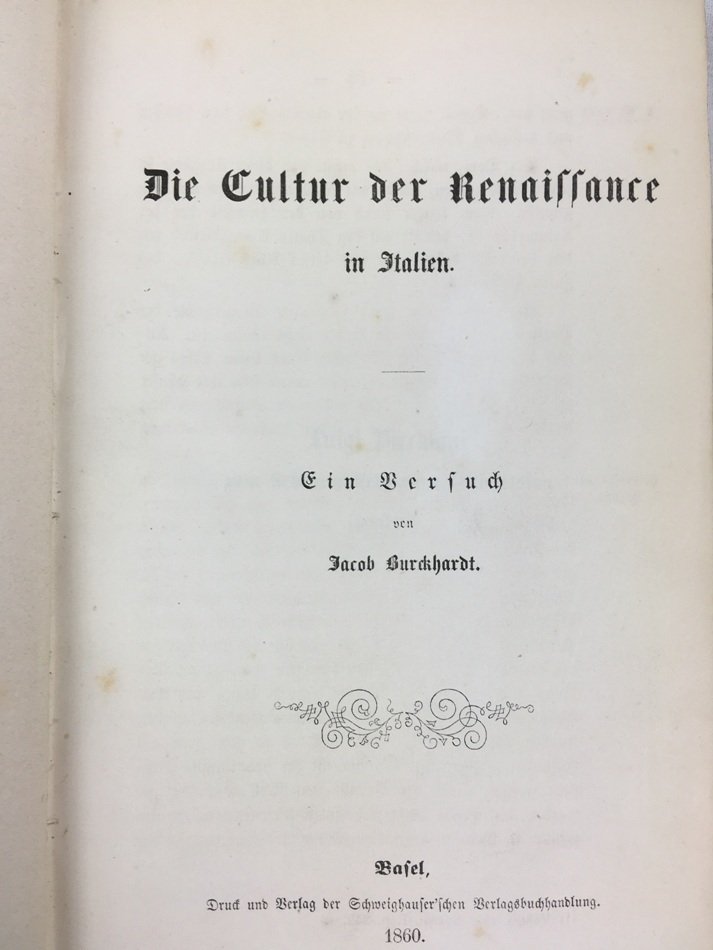 Die Cultur der Renaiſſance
in Italien.
Ein Verſuch
von
Jacob Burckhardt.
Baſel,
Druck und Verlag der Schweighauſer'ſchen Verlagsbuchhandlung.
1860.